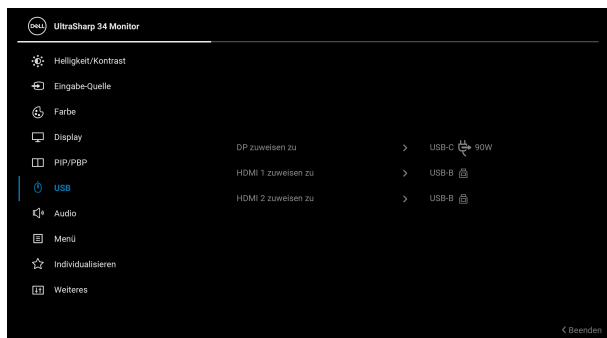 DELL UltraSharp 34 Monitor
Helligkeit/Kontrast
Eingabe-Quelle
Farbe
Display
DP zuweisen zu USB-C 90W
PIP/PBP
HDMI 1 zuweisen zu USB-B
USB
HDMI 2 zuweisen zu USB-B
Audio
Menü
Individualisieren
Weiteres
Beenden